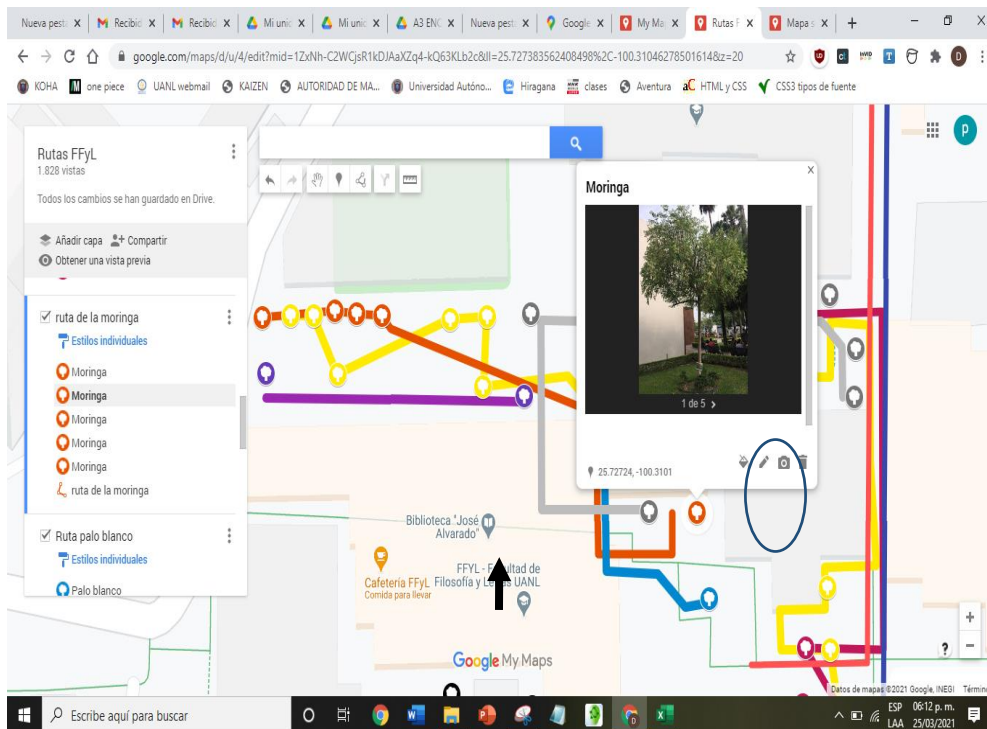 Nueva pest
Recibid
Recibid
Mi unic
Mi unic
A3 ENC
Nueva pest
Google
My Ma
Rutas F
Mapa s
google.com/maps/d/u/4/edit?mid=1ZxNh-C2WCjsR1kDJAaXZq4-kQ63KLb2c&ll=25.727383562408498%2C-100.31046278501614&z=20
D
KOHA
one piece
UANL webmail
KAIZEN
AUTORIDAD DE MA...
Universidad Autóno...
Hiragana
clases
Aventura
HTML y CSS
CSS3 tipos de fuente
Rutas FFyL
1.828 vistas
Todos los cambios se han guardado en Drive.
Añadir capa
Compartir
Obtener una vista previa
ruta de la moringa
Estilos individuales
Moringa
Moringa
Moringa
Moringa
Moringa
ruta de la moringa
Ruta palo blanco
Estilos individuales
Palo blanco
P
Moringa
1 de 5
25.72724, -100.3101
Biblioteca "José
Alvarado"
Cafetería FFyL
Comida para llevar
FFYL - Facultad de
Filosofía y Letras UANL
Google My Maps
Datos de mapas ©2021 Google, INEGI
Términ
Escribe aquí para buscar
ESP
LAA
06:12 p. m.
25/03/2021